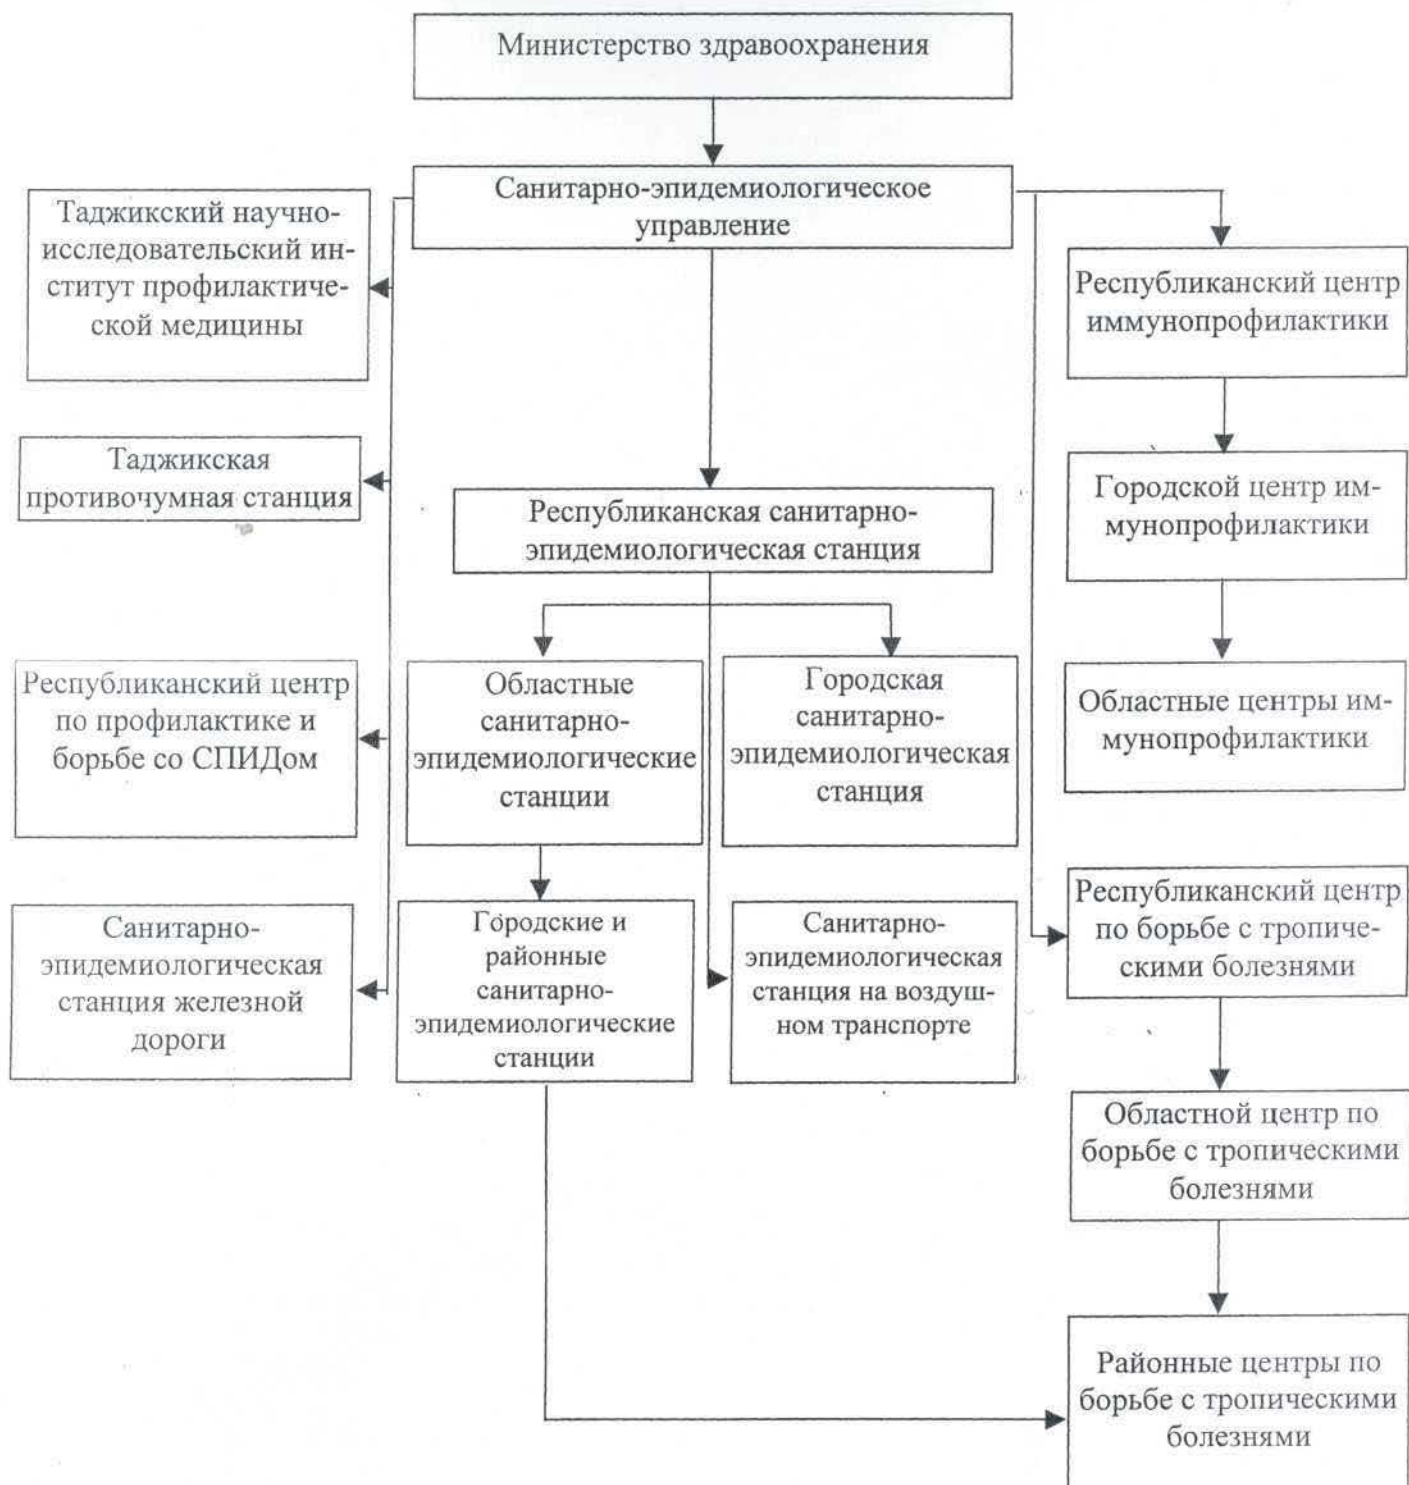 Министерство здравоохранения
Санитарно-эпидемиологическое
управление
Таджикский научно-
исследовательский ин-
ститут профилактиче-
ской медицины
Республиканский центр
иммунопрофилактики
Таджикская
противочумная станция
Республиканская санитарно-
эпидемиологическая станция
Городской центр им-
мунопрофилактики
Республиканский центр
по профилактике и
борьбе со СПИДом
Областные
санитарно-
эпидемиологические
станции
Городская
санитарно-
эпидемиологическая
станция
Областные центры им-
мунопрофилактики
Санитарно-
эпидемиологическая
станция железной
дороги
Городские и
районные
санитарно-
эпидемиологические
станции
Санитарно-
эпидемиологическая
станция на воздуш-
ном транспорте
Республиканский центр
по борьбе с тропиче-
скими болезнями
Областной центр по
борьбе с тропическими
болезнями
Районные центры по
борьбе с тропическими
болезнями